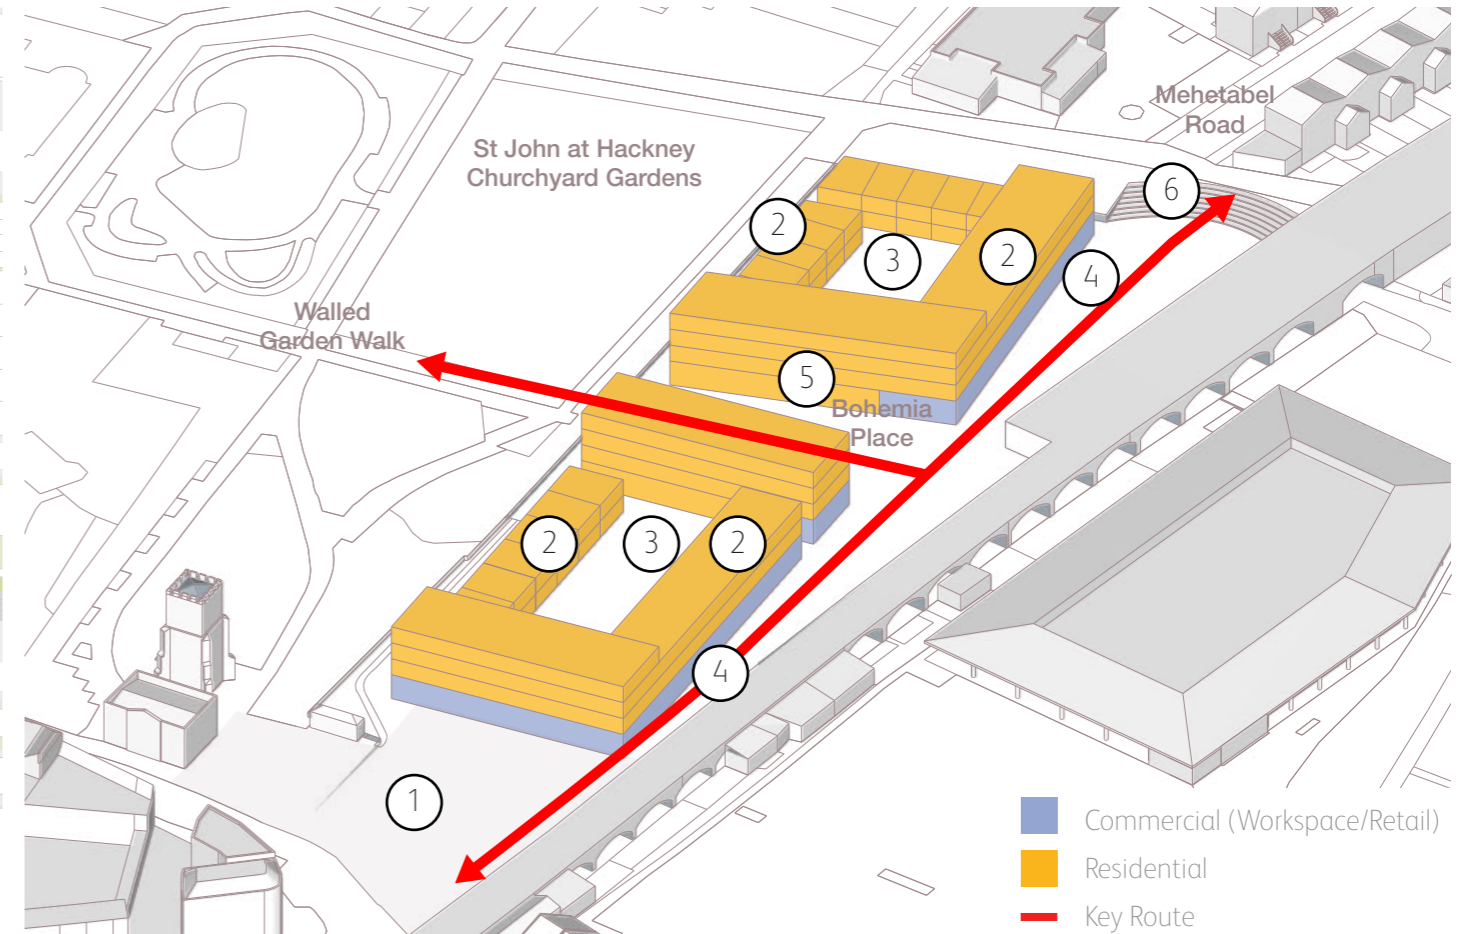 Mehetabel
Road
St John at Hackney
Churchyard Gardens
6
2
3
2
4
Walled
Garden Walk
5
Bohemia
Place
2
3
2
4
1
Commercial (Workspace/Retail)
Residential
Key Route